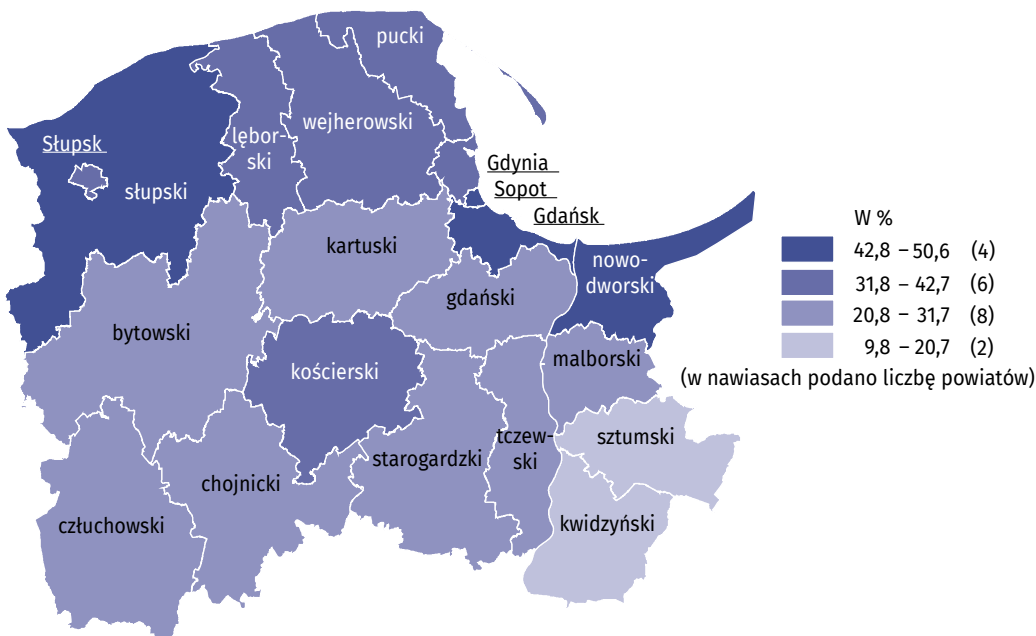 pucki
wejherowski
lębor-
ski
Słupsk
słupski
Gdynia
Sopot
Gdańsk
kartuski
nowo-
dworski
gdański
bytowski
malborski
kościerski
sztumski
tczew-
ski
starogardzki
chojnicki
człuchowski
kwidzyński
W %
42,8 – 50,6 (4)
31,8 – 42,7 (6)
20,8 – 31,7 (8)
9,8 – 20,7 (2)
(w nawiasach podano liczbę powiatów)